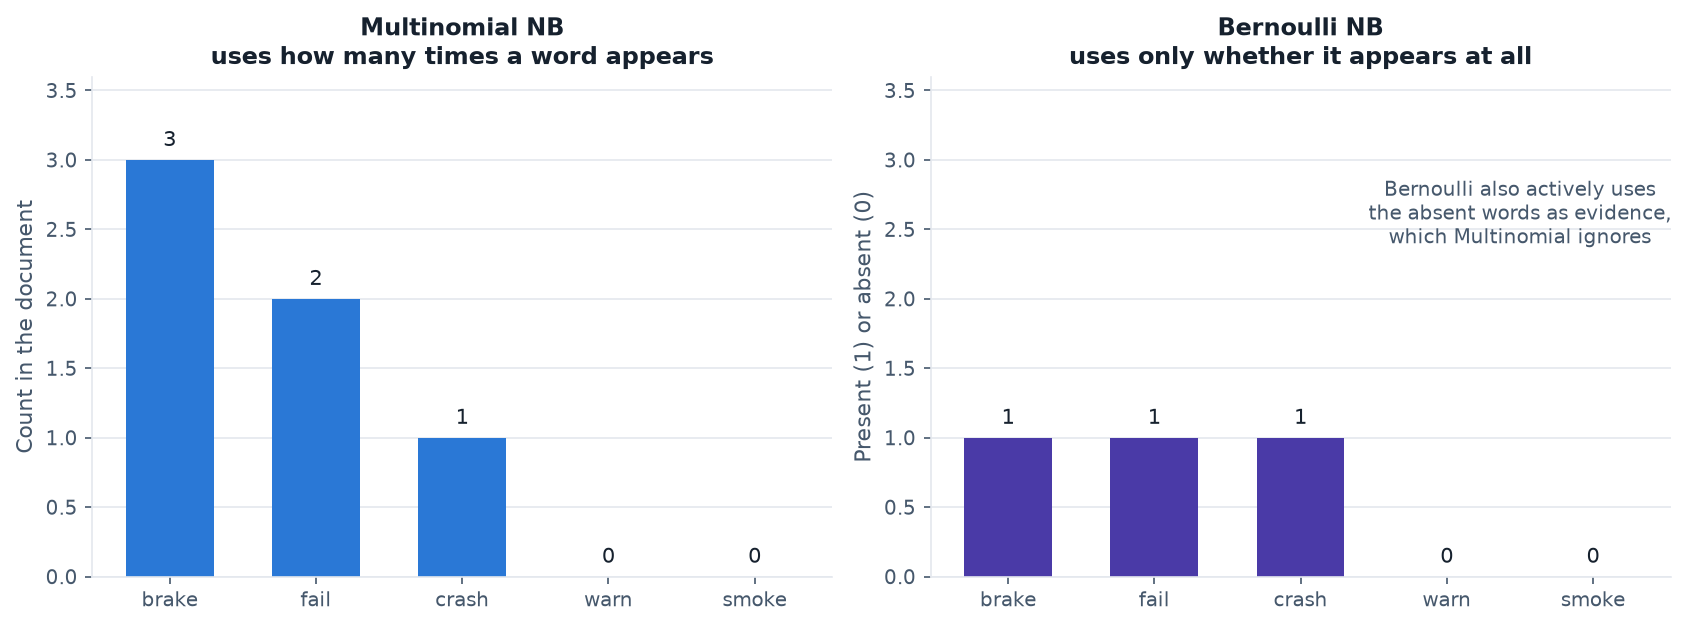 Multinomial NB
uses how many times a word appears
Count in the document
3.5
3.0
2.5
2.0
1.5
1.0
0.5
0.0
3
2
1
0
0
brake
fail
crash
warn
smoke
Bernoulli NB
uses only whether it appears at all
Present (1) or absent (0)
3.5
3.0
2.5
2.0
1.5
1.0
0.5
0.0
Bernoulli also actively uses
the absent words as evidence,
which Multinomial ignores
1
1
1
0
0
brake
fail
crash
warn
smoke